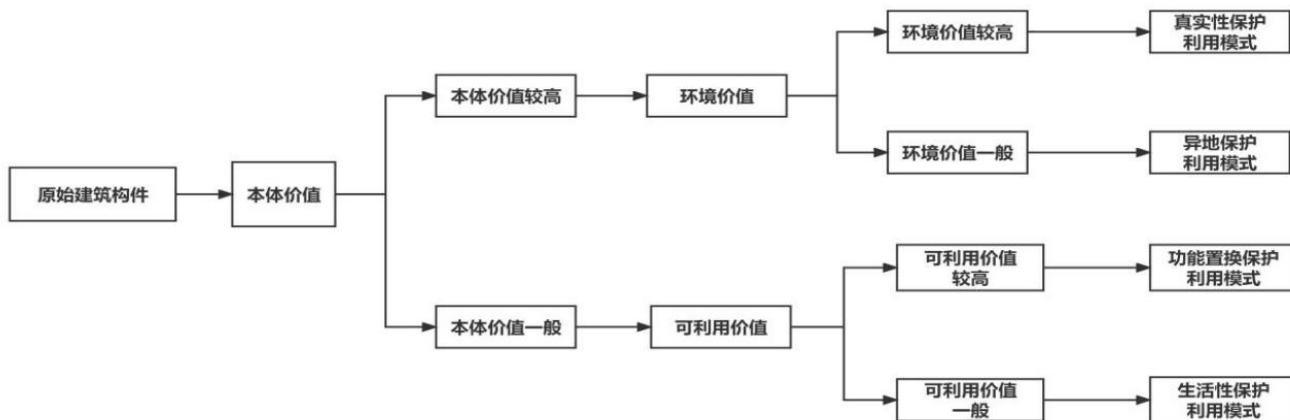 环境价值较高
真实性保护
利用模式
本体价值较高
环境价值
环境价值一般
异地保护
利用模式
原始建筑构件
本体价值
可利用价值
较高
功能置换保护
利用模式
本体价值一般
可利用价值
可利用价值
一般
生活性保护
利用模式